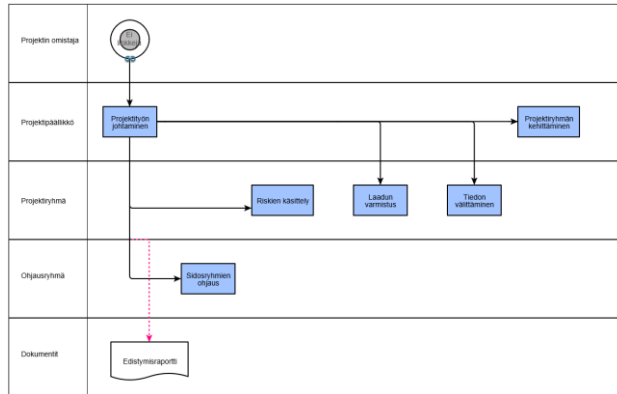 Projektin omistaja
Ei
Projektipäällikkö
Projektityön
johtaminen
Projektiryhmän
kehittäminen
Projektiryhmä
Riskien käsittely
Laadun
varmistus
Tiedon
välittäminen
Ohjausryhmä
Sidosryhmien
ohjaus
Dokumentit
Edistymisraportti